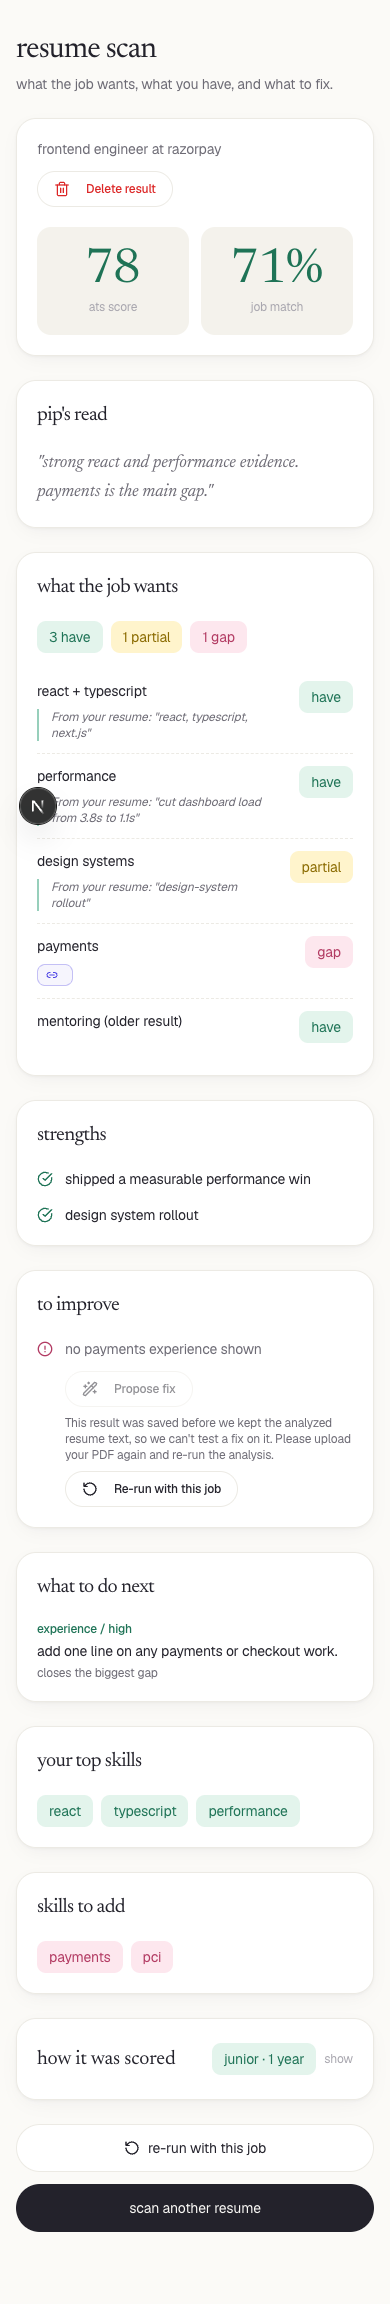 resume scan
what the job wants, what you have, and what to fix.
frontend engineer at razorpay
Delete result
78
ats score
71%
job match
pip's read
"strong react and performance evidence.
payments is the main gap."
what the job wants
3 have
1 partial
1 gap
react + typescript
have
From your resume: "react, typescript,
next.js"
performance
have
From your resume: "cut dashboard load
from 3.8s to 1.1s"
N
design systems
partial
From your resume: "design-system
rollout"
payments
gap
mentoring (older result)
have
strengths
shipped a measurable performance win
design system rollout
to improve
no payments experience shown
Propose fix
This result was saved before we kept the analyzed
resume text, so we can't test a fix on it. Please upload
your PDF again and re-run the analysis.
Re-run with this job
what to do next
experience / high
add one line on any payments or checkout work.
closes the biggest gap
your top skills
react
typescript
performance
skills to add
payments
pci
how it was scored
junior · 1 year
show
re-run with this job
scan another resume